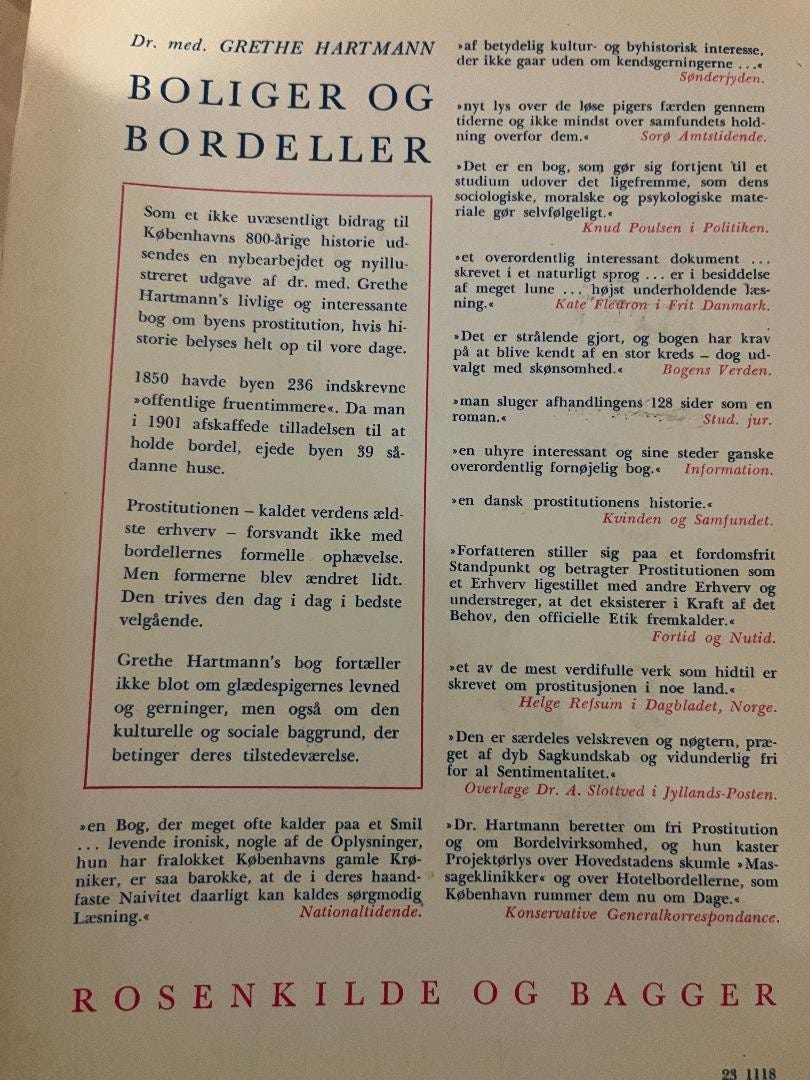 Dr. med. GRETHE HARTMANN
BOLIGER OG
BORDELLER
Som et ikke uvæsentligt bidrag til
Københavns 800-årige historie ud-
sendes en nybearbejdet og nyillu-
streret udgave af dr. med. Grethe
Hartmann's livlige og interessante
bog om byens prostitution, hvis hi-
storie belyses helt op til vore dage.
1850 havde byen 236 indskrevne
»offentlige fruentimmere«. Da man
i 1901 afskaffede tilladelsen til at
holde bordel, ejede byen 39 så-
danne huse.
Prostitutionen – kaldet verdens æld-
ste erhverv – forsvandt ikke med
bordellernes formelle ophævelse.
Men formerne blev ændret lidt.
Den trives den dag i dag i bedste
velgående.
Grethe Hartmann's bog fortæller
ikke blot om glædespigernes levned
og gerninger, men også om den
kulturelle og sociale baggrund, der
betinger deres tilstedeværelse.
»en Bog, der meget ofte kalder paa et Smil
... levende ironisk, nogle af de Oplysninger,
hun har fralokket Københavns gamle Krø-
niker, er saa barokke, at de i deres haand-
faste Naivitet daarligt kan kaldes sørgmodig
Læsning.« Nationaltidende.
»af betydelig kultur- og byhistorisk interesse,
der ikke gaar uden om kendsgerningerne ...«
Sønderjyden.
»nyt lys over de løse pigers færden gennem
tiderne og ikke mindst over samfundets hold-
ning overfor dem.« Sorø Amtstidende.
»Det er en bog, som gør sig fortjent til et
studium udover det ligefremme, som dens
sociologiske, moralske og psykologiske mate-
riale gør selvfølgeligt.«
Knud Poulsen i Politiken.
»et overordentlig interessant dokument ...
skrevet i et naturligt sprog ... er i besiddelse
af meget lune ... højst underholdende læs-
ning.« Kate Fleron i Frit Danmark.
»Det er strålende gjort, og bogen har krav
på at blive kendt af en stor kreds – dog ud-
valgt med skønsomhed.« Bogens Verden.
»man sluger afhandlingens 128 sider som en
roman.« Stud. jur.
»en uhyre interessant og sine steder ganske
overordentlig fornøjelig bog.« Information.
»en dansk prostitutionens historie.«
Kvinden og Samfundet.
»Forfatteren stiller sig paa et fordomsfrit
Standpunkt og betragter Prostitutionen som
et Erhverv ligestillet med andre Erhverv og
understreger, at det eksisterer i Kraft af det
Behov, den officielle Etik fremkalder.«
Fortid og Nutid.
»et av de mest verdifulle verk som hidtil er
skrevet om prostitusjonen i noe land.«
Helge Refsum i Dagbladet, Norge.
»Den er særdeles velskreven og nøgtern, præ-
get af dyb Sagkundskab og vidunderlig fri
for al Sentimentalitet.«
Overlæge Dr. A. Slottved i Jyllands-Posten.
»Dr. Hartmann beretter om fri Prostitution
og om Bordelvirksomhed, og hun kaster
Projektørlys over Hovedstadens skumle »Mas-
sageklinikker« og over Hotelbordellerne, som
København rummer dem nu om Dage.«
Konservative Generalkorrespondance.
ROSENKILDE OG BAGGER
23 1118